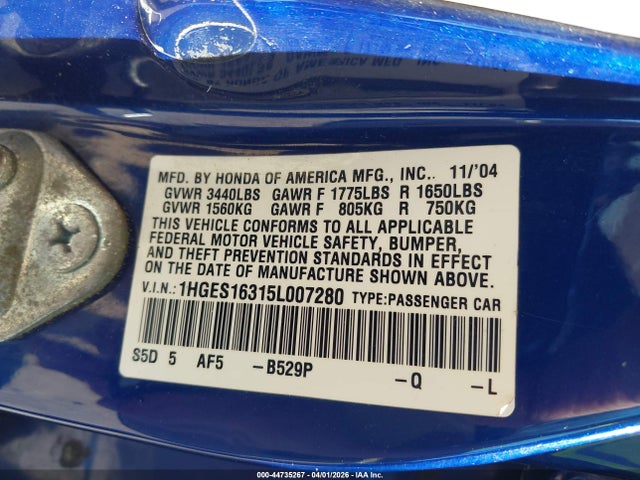 MFD. BY HONDA OF AMERICA MFG., INC. 11/'04
GVWR 3440LBS GAWR F 1775LBS R 1650LBS
GVWR 1560KG GAWR F 805KG R 750KG
THIS VEHICLE CONFORMS TO ALL APPLICABLE
FEDERAL MOTOR VEHICLE SAFETY, BUMPER,
AND THEFT PREVENTION STANDARDS IN EFFECT
ON THE DATE OF MANUFACTURE SHOWN ABOVE.
V.I.N.: 1HGES16315L007280 TYPE:PASSENGER CAR
S5D 5 AF5 -B529P -Q -L
000-44735267 - 04/01/2026 - IAAI.COM